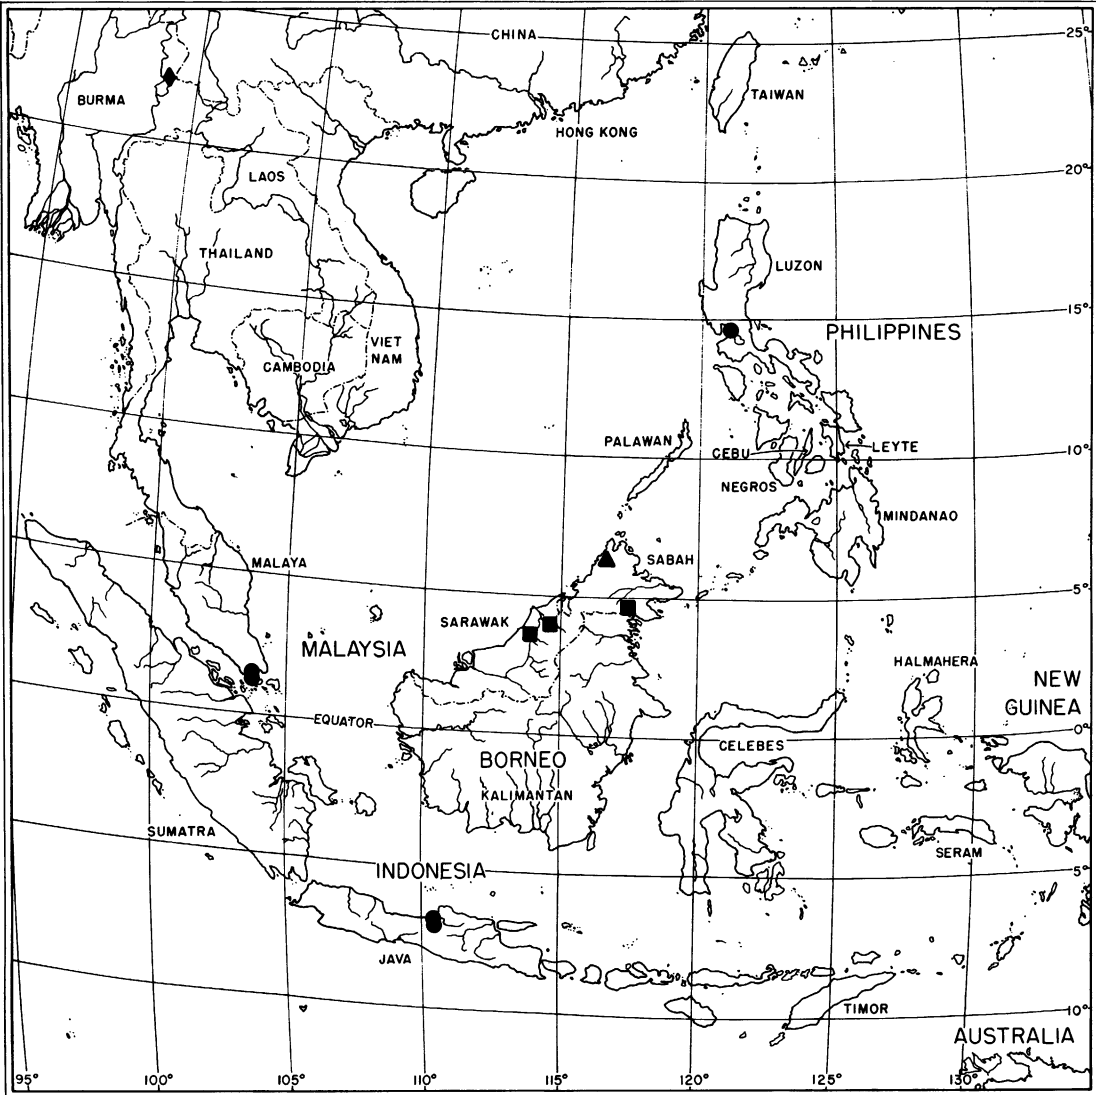 CHINA
25°
BURMA
TAIWAN
HONG KONG
LAOS
20°
THAILAND
LUZON
15°
PHILIPPINES
VIET
NAM
CAMBODIA
PALAWAN
CEBU
LEYTE
10°
NEGROS
MINDANAO
MALAYA
SABAH
5°
SARAWAK
MALAYSIA
HALMAHERA
NEW
GUINEA
EQUATOR
0°
CELEBES
BORNEO
KALIMANTAN
SUMATRA
SERAM
INDONESIA
5°
JAVA
TIMOR
10°
AUSTRALIA
95° 100° 105° 110° 115° 120° 125° 130°